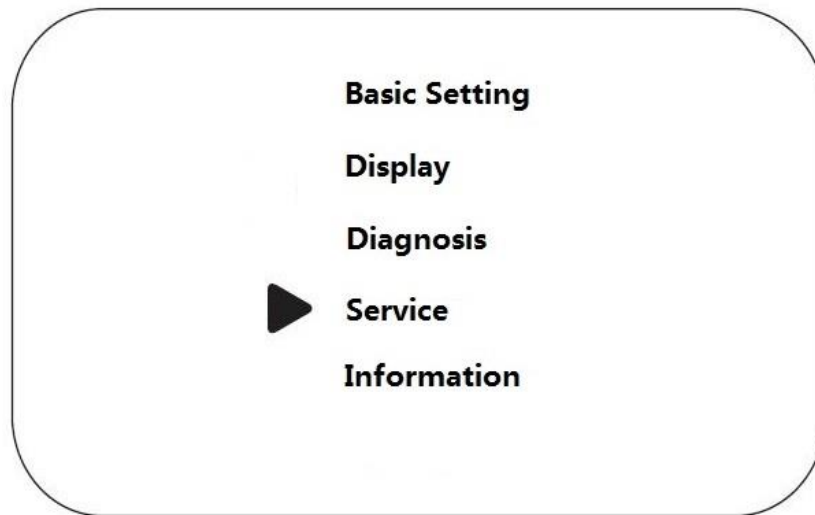 Basic Setting
Display
Diagnosis
Service
Information